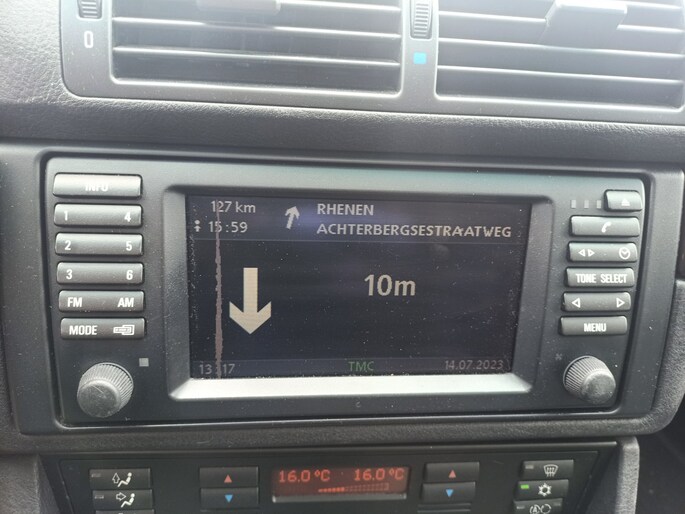 0
INFO
1 4
2 5
3 6
FM AM
MODE
127 km
15:59
RHENEN
ACHTERBERGSESTRAATWEG
10m
13:17
TMC
14.07.2023
TONE SELECT
MENU
16.0°C 16.0°C